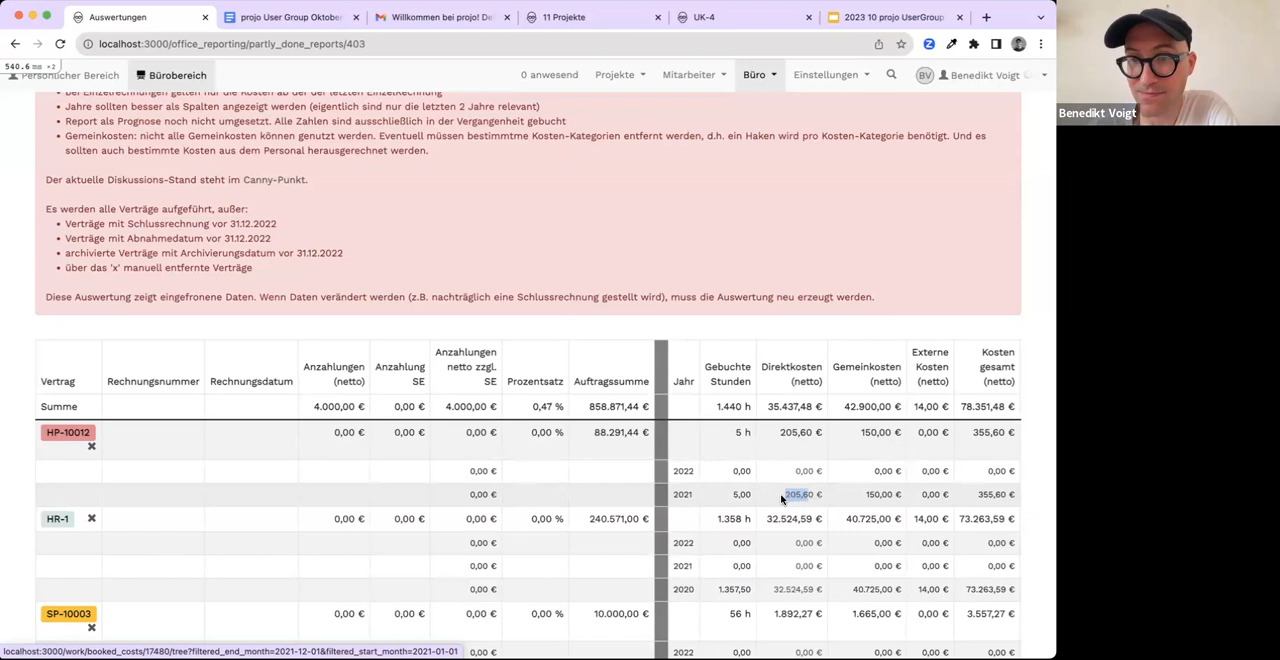 Auswertungen
projo User Group Oktober
Willkommen bei projo! De
11 Projekte
UK-4
2023 10 projo UserGroup
localhost:3000/office_reporting/partly_done_reports/403
540.6 ms ×2
Persönlicher Bereich
Bürobereich
0 anwesend
Projekte
Mitarbeiter
Büro
Einstellungen
BV
Benedikt Voigt
Benedikt Voigt
bei Einzelrechnungen gelten nur die Kosten ab der der letzten Einzelrechnung
• Jahre sollten besser als Spalten angezeigt werden (eigentlich sind nur die letzten 2 Jahre relevant)
• Report als Prognose noch nicht umgesetzt. Alle Zahlen sind ausschließlich in der Vergangenheit gebucht
• Gemeinkosten: nicht alle Gemeinkosten können genutzt werden. Eventuell müssen bestimmtme Kosten-Kategorien entfernt werden, d.h. ein Haken wird pro Kosten-Kategorie benötigt. Und es
sollten auch bestimmte Kosten aus dem Personal herausgerechnet werden.
Der aktuelle Diskussions-Stand steht im Canny-Punkt.
Es werden alle Verträge aufgeführt, außer:
• Verträge mit Schlussrechnung vor 31.12.2022
• Verträge mit Abnahmedatum vor 31.12.2022
• archivierte Verträge mit Archivierungsdatum vor 31.12.2022
• über das 'x' manuell entfernte Verträge
Diese Auswertung zeigt eingefronene Daten. Wenn Daten verändert werden (z.B. nachträglich eine Schlussrechnung gestellt wird), muss die Auswertung neu erzeugt werden.
Vertrag Rechnungsnummer Rechnungsdatum Anzahlungen (netto) Anzahlung SE Anzahlungen netto zzgl. SE Prozentsatz Auftragssumme Jahr Gebuchte Stunden Direktkosten (netto) Gemeinkosten (netto) Externe Kosten (netto) Kosten gesamt (netto)
Summe 4.000,00 € 0,00 € 4.000,00 € 0,47 % 858.871,44 € 1.440 h 35.437,48 € 42.900,00 € 14,00 € 78.351,48 €
HP-10012 0,00 € 0,00 € 0,00 € 0,00 % 88.291,44 € 5 h 205,60 € 150,00 € 0,00 € 355,60 €
0,00 € 2022 0,00 0,00 € 0,00 € 0,00 € 0,00 €
0,00 € 2021 5,00 205,60 € 150,00 € 0,00 € 355,60 €
HR-1 0,00 € 0,00 € 0,00 € 0,00 % 240.571,00 € 1.358 h 32.524,59 € 40.725,00 € 14,00 € 73.263,59 €
0,00 € 2022 0,00 0,00 € 0,00 € 0,00 € 0,00 €
0,00 € 2021 0,00 0,00 € 0,00 € 0,00 € 0,00 €
0,00 € 2020 1.357,50 32.524,59 € 40.725,00 € 14,00 € 73.263,59 €
SP-10003 0,00 € 0,00 € 0,00 € 0,00 % 10.000,00 € 56 h 1.892,27 € 1.665,00 € 0,00 € 3.557,27 €
0,00 € 2022 0,00 0,00 € 0,00 € 0,00 € 0,00 €
localhost:3000/work/booked_costs/17480/tree?filtered_end_month=2021-12-01&filtered_start_month=2021-01-01